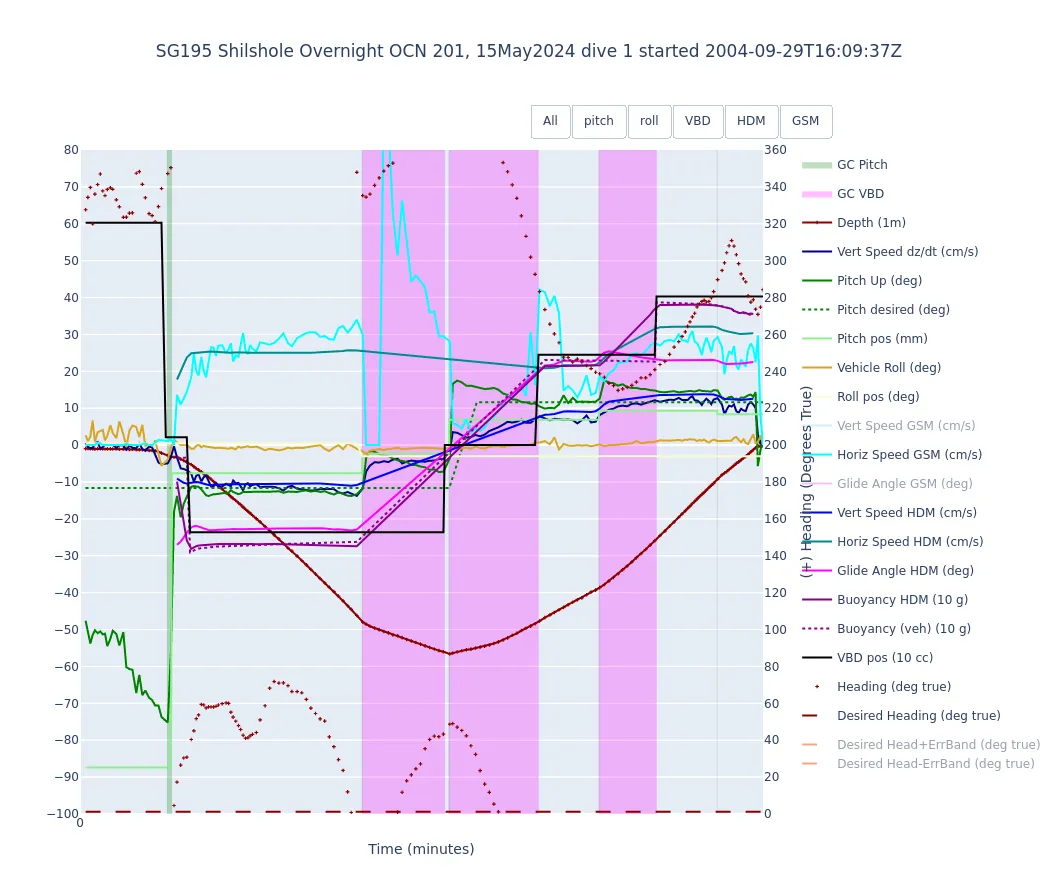 SG195 Shilshole Overnight OCN 201, 15May2024 dive 1 started 2004-09-29T16:09:37Z
All pitch roll VBD HDM GSM
80
70
60
50
40
30
20
10
0
−10
−20
−30
−40
−50
−60
−70
−80
−90
−100
0
Time (minutes)
360
340
320
300
280
260
240
220
200
180
160
140
120
100
80
60
40
20
0
(+) Heading (Degrees True)
GC Pitch
GC VBD
Depth (1m)
Vert Speed dz/dt (cm/s)
Pitch Up (deg)
Pitch desired (deg)
Pitch pos (mm)
Vehicle Roll (deg)
Roll pos (deg)
Vert Speed GSM (cm/s)
Horiz Speed GSM (cm/s)
Glide Angle GSM (deg)
Vert Speed HDM (cm/s)
Horiz Speed HDM (cm/s)
Glide Angle HDM (deg)
Buoyancy HDM (10 g)
Buoyancy (veh) (10 g)
VBD pos (10 cc)
Heading (deg true)
Desired Heading (deg true)
Desired Head+ErrBand (deg true)
Desired Head-ErrBand (deg true)